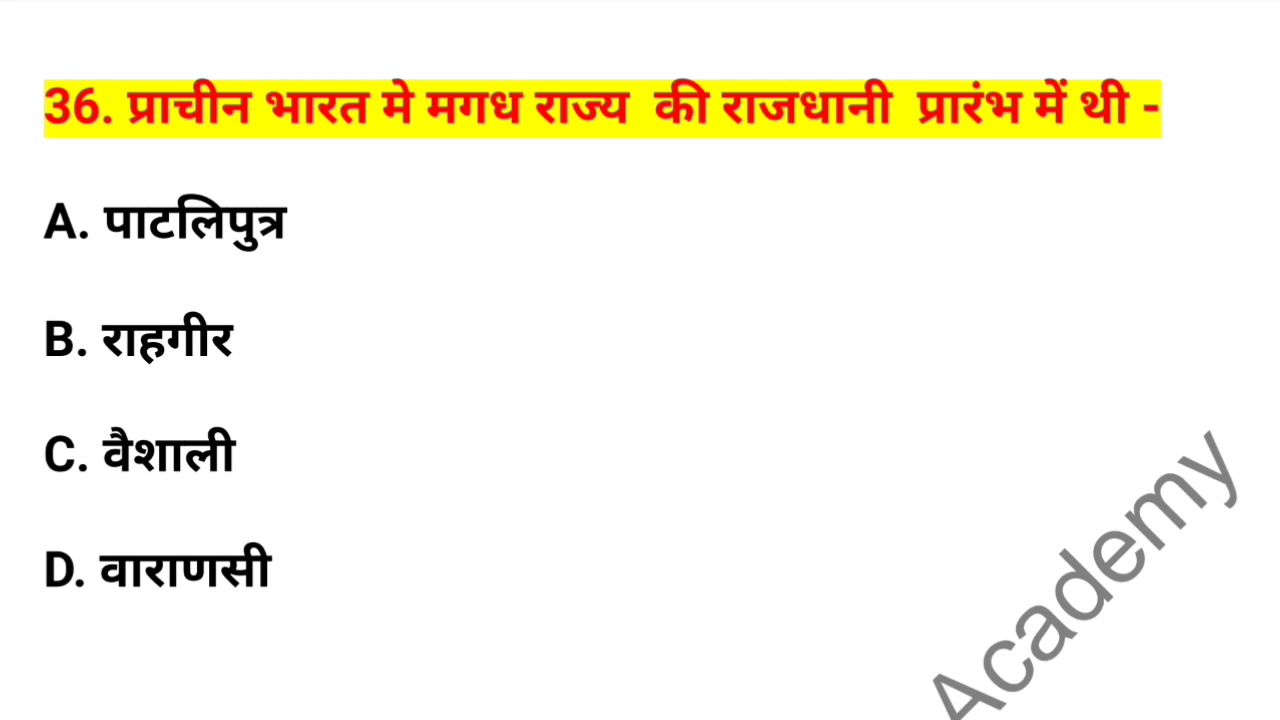 36. प्राचीन भारत मे मगध राज्य की राजधानी प्रारंभ में थी -
A. पाटलिपुत्र
B. राहगीर
C. वैशाली
D. वाराणसी
Academy